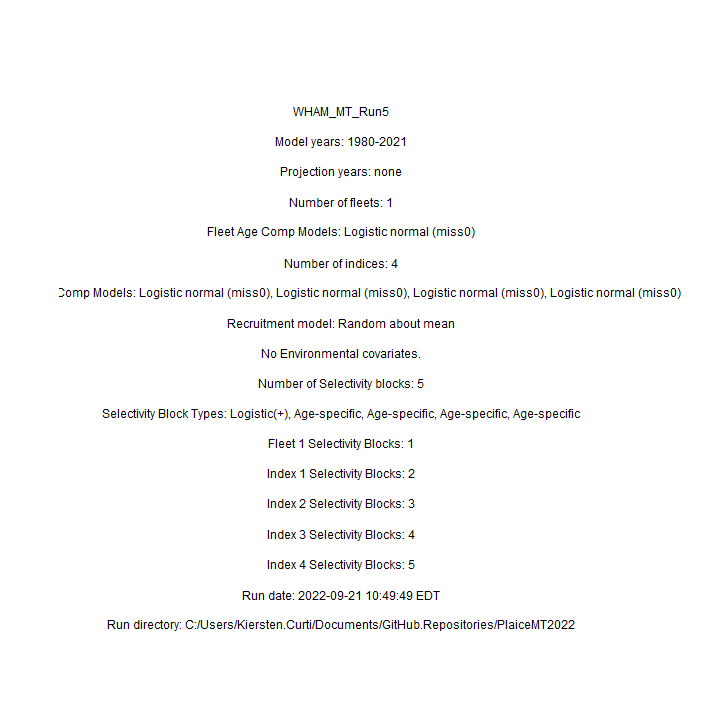 WHAM_MT_Run5
Model years: 1980-2021
Projection years: none
Number of fleets: 1
Fleet Age Comp Models: Logistic normal (miss0)
Number of indices: 4
Comp Models: Logistic normal (miss0), Logistic normal (miss0), Logistic normal (miss0), Logistic normal (miss0)
Recruitment model: Random about mean
No Environmental covariates.
Number of Selectivity blocks: 5
Selectivity Block Types: Logistic(+), Age-specific, Age-specific, Age-specific, Age-specific
Fleet 1 Selectivity Blocks: 1
Index 1 Selectivity Blocks: 2
Index 2 Selectivity Blocks: 3
Index 3 Selectivity Blocks: 4
Index 4 Selectivity Blocks: 5
Run date: 2022-09-21 10:49:49 EDT
Run directory: C:/Users/Kiersten.Curti/Documents/GitHub.Repositories/PlaiceMT2022